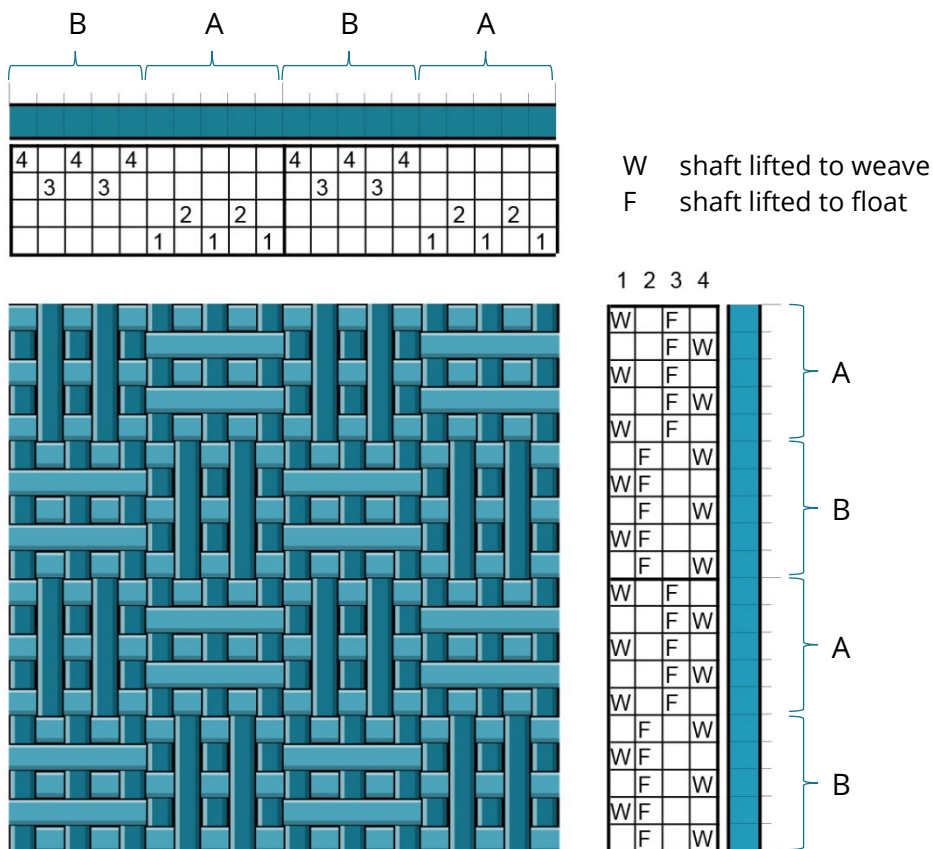 B A B A
4 4 4 4 4 4
3 3 3 3
2 2 2 2
1 1 1 1 1 1
W shaft lifted to weave
F shaft lifted to float
1 2 3 4
W F
F W
W F A
F W
W F
F W
W F
F W B
W F
F W
W F
F W
W F A
F W
W F
F W
W F
F W B
W F
F W